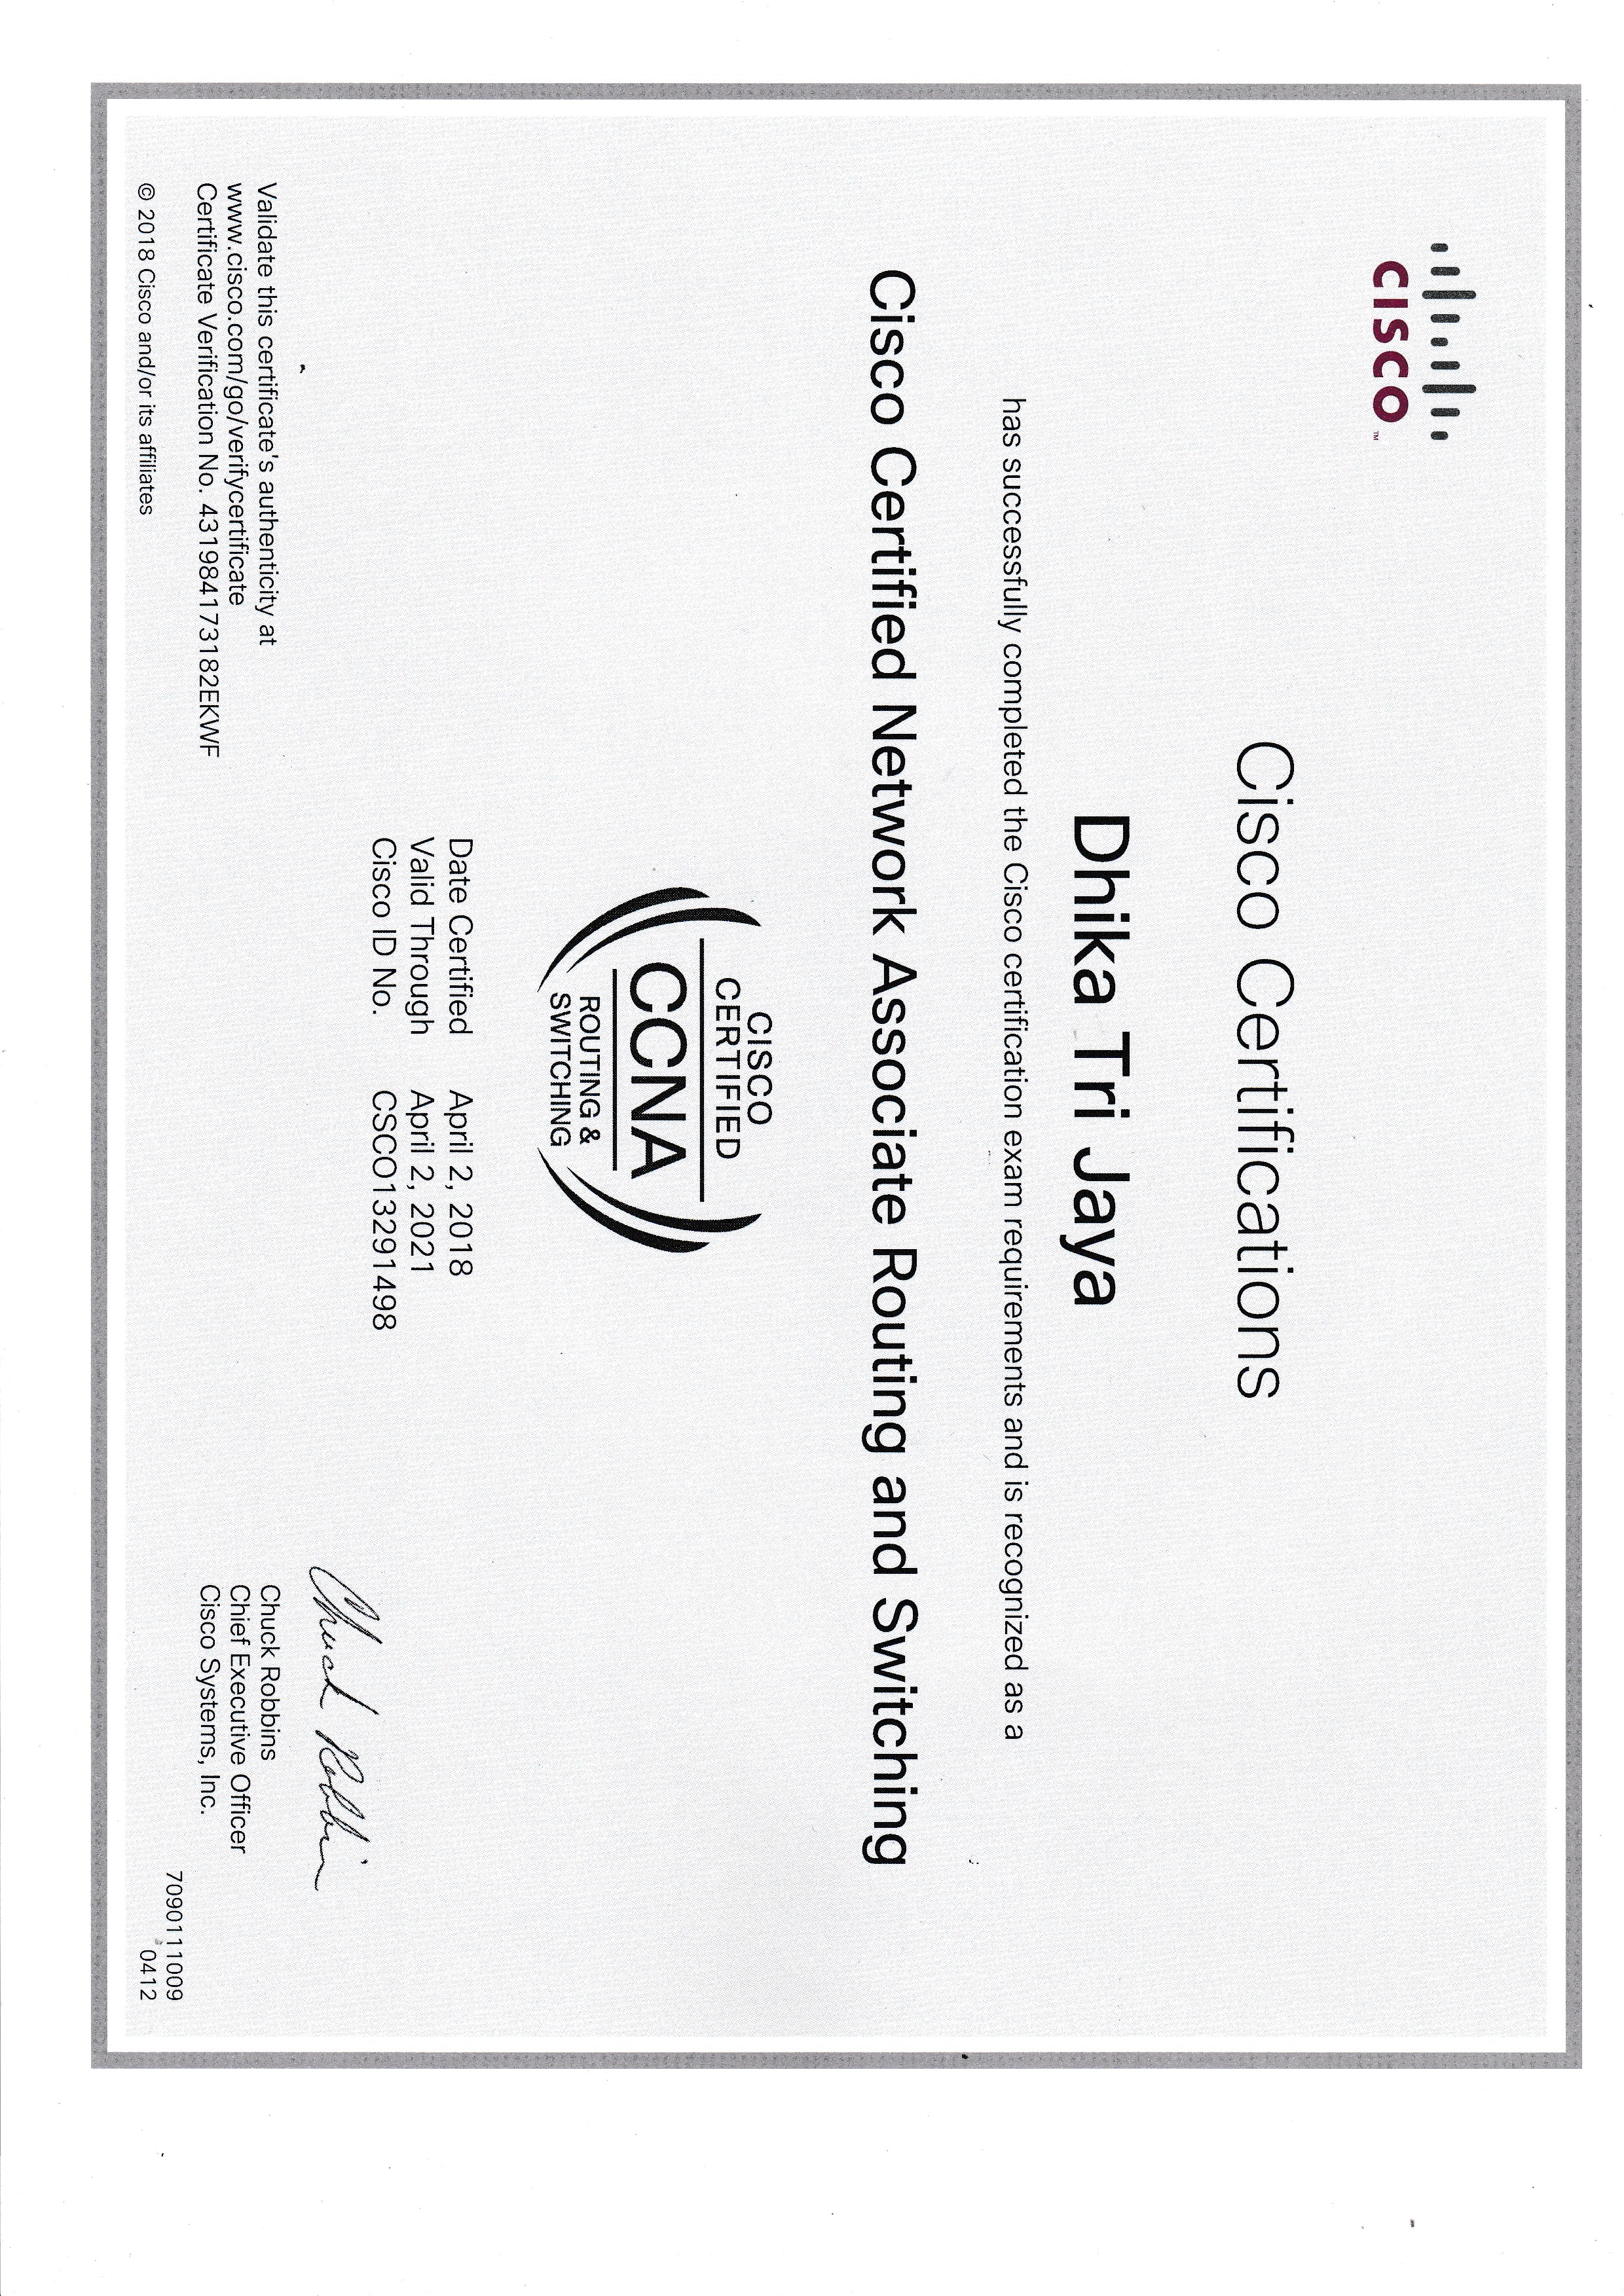 CISCO™
Cisco Certifications
Dhika Tri Jaya
has successfully completed the Cisco certification exam requirements and is recognized as a
Cisco Certified Network Associate Routing and Switching
CISCO
CERTIFIED
CCNA
ROUTING &
SWITCHING
Date Certified April 2, 2018
Valid Through April 2, 2021
Cisco ID No. CSCO13291498
Chuck Robbins
Validate this certificate's authenticity at
www.cisco.com/go/verifycertificate
Certificate Verification No. 431984173182EKWF
© 2018 Cisco and/or its affiliates
Chuck Robbins
Chief Executive Officer
Cisco Systems, Inc.
7090111009
0412